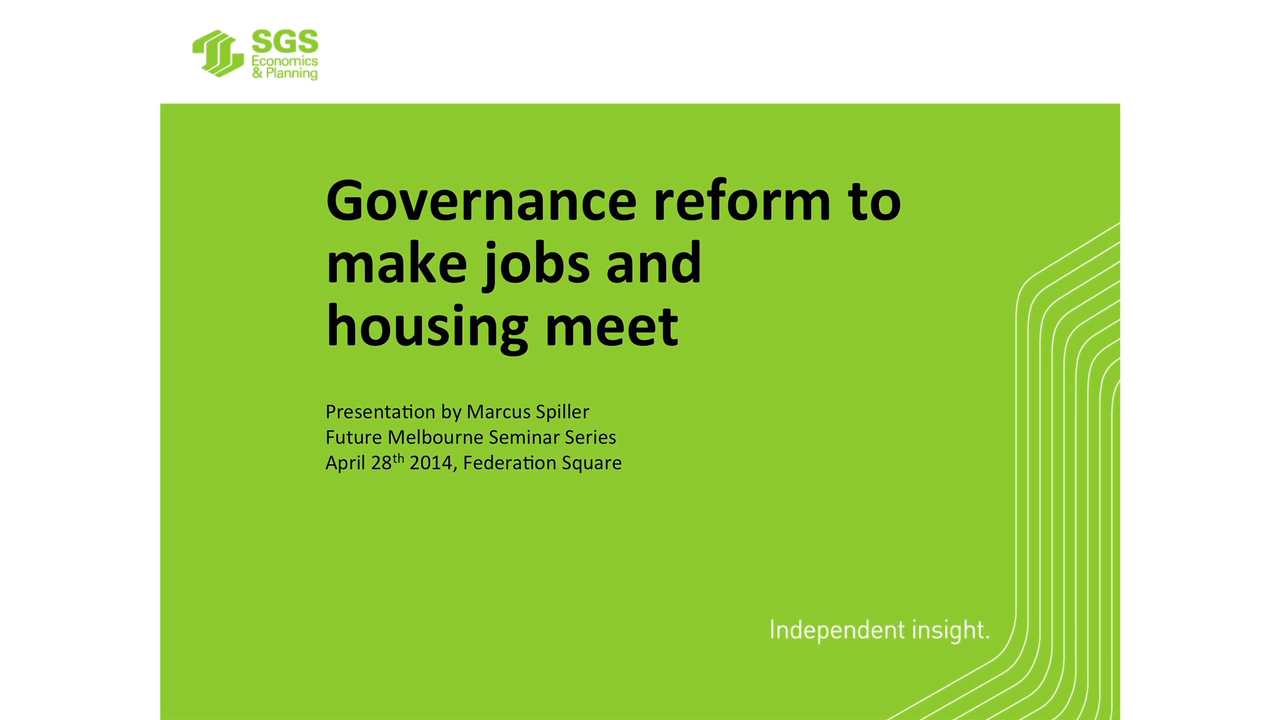 SGS
Economics
& Planning
Governance reform to
make jobs and
housing meet
Presentation by Marcus Spiller
Future Melbourne Seminar Series
April 28th 2014, Federation Square
Independent insight.